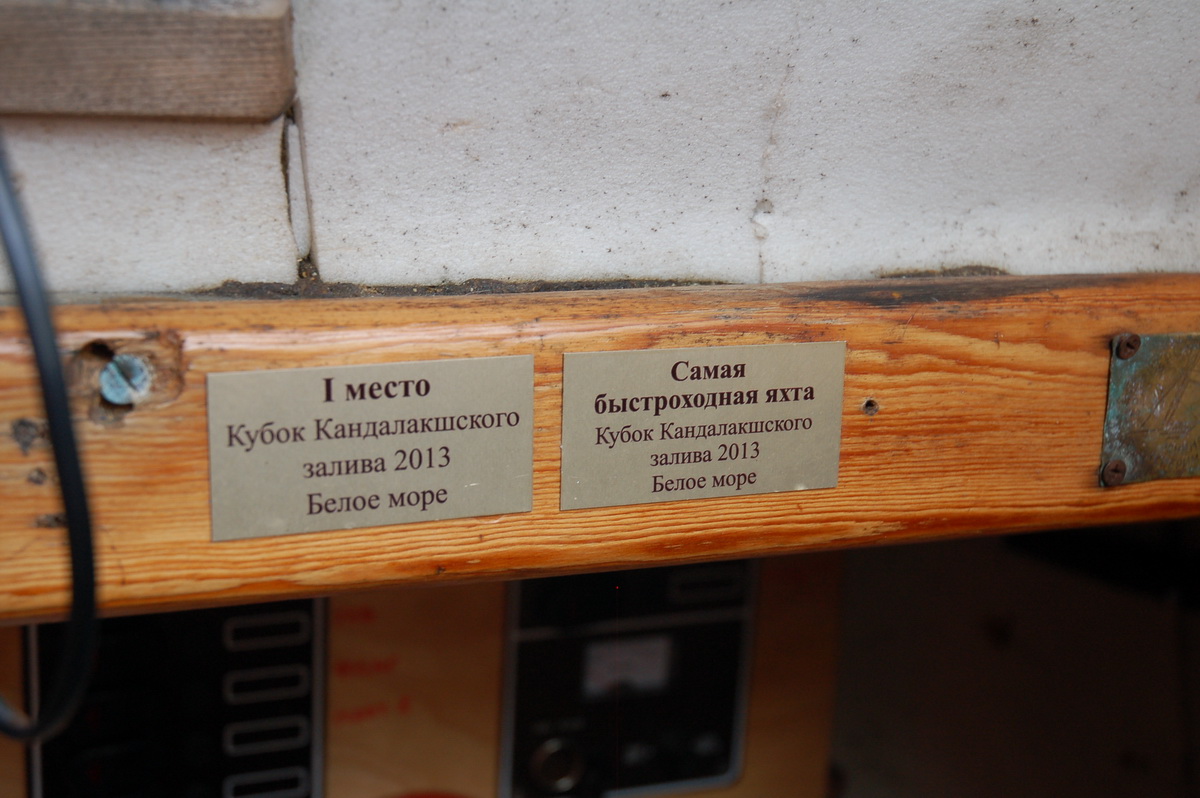 I место
Кубок Кандалакшского
залива 2013
Белое море
Самая
быстроходная яхта
Кубок Кандалакшского
залива 2013
Белое море